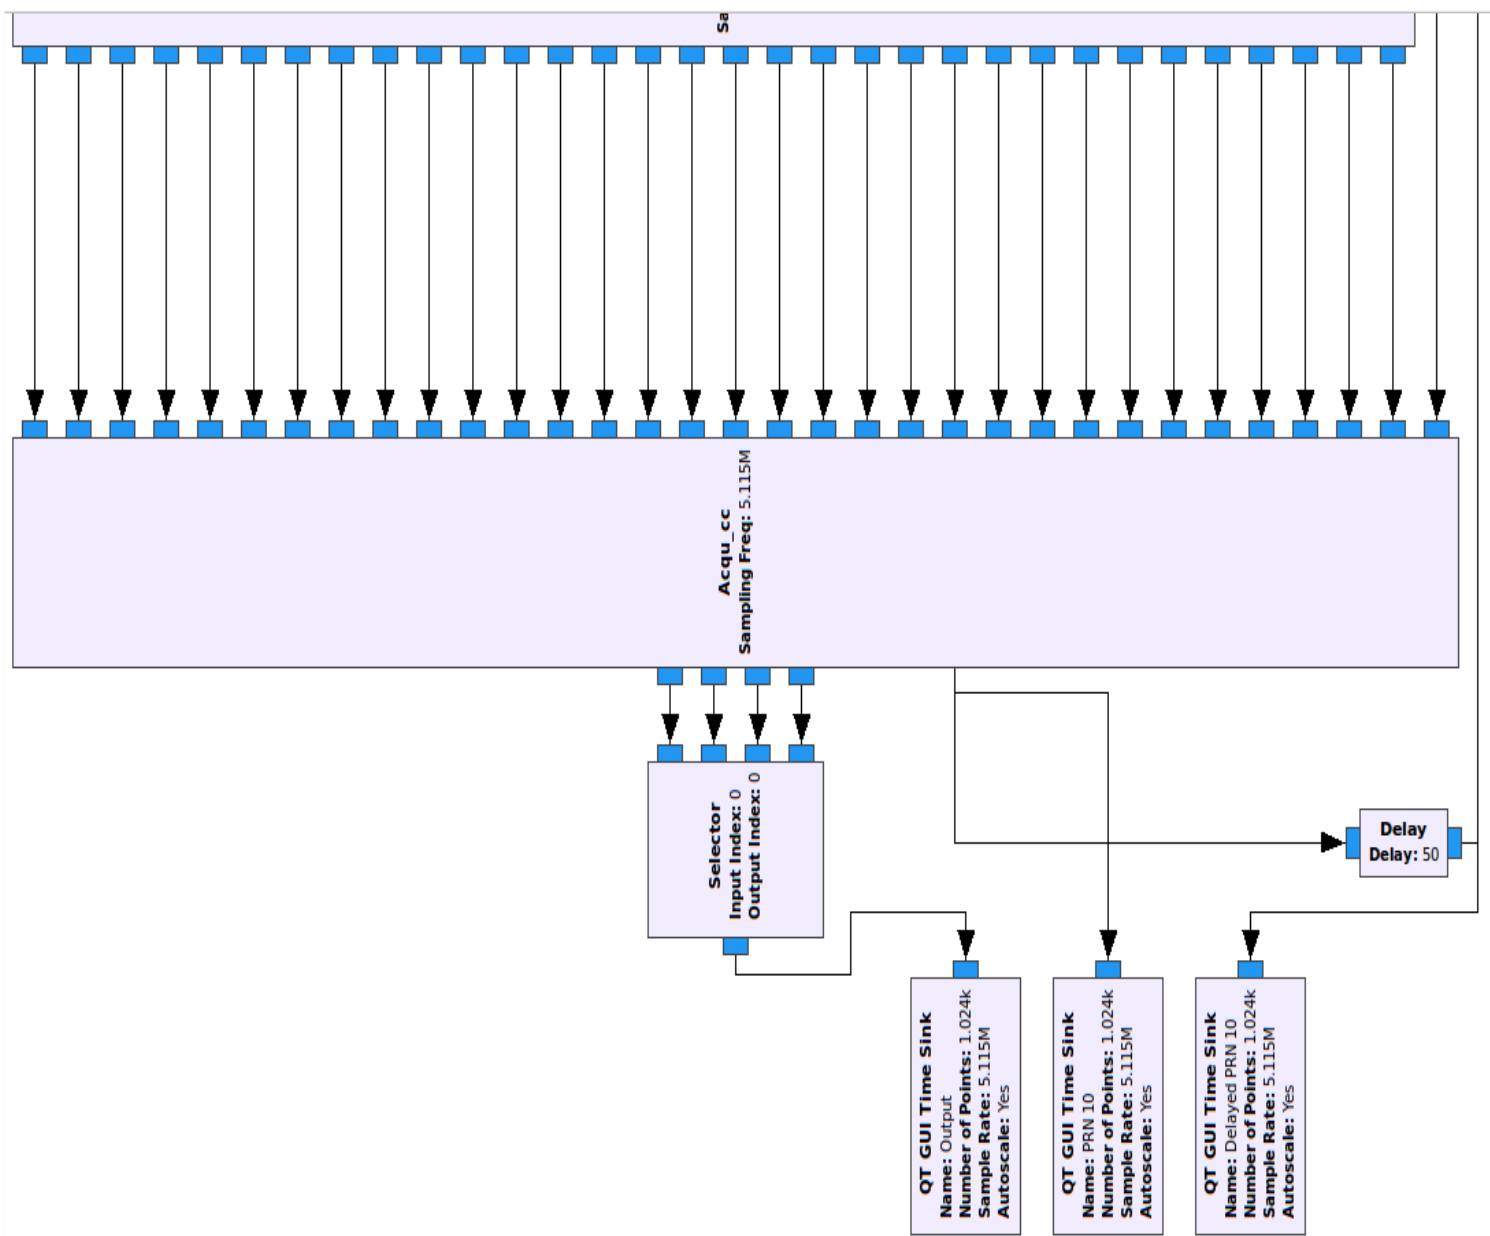 Sa
Acqu_cc
Sampling Freq: 5.115M
Selector
Input Index: 0
Output Index: 0
Delay
Delay: 50
QT GUI Time Sink
Name: Output
Number of Points: 1.024k
Sample Rate: 5.115M
Autoscale: Yes
QT GUI Time Sink
Name: PRN 10
Number of Points: 1.024k
Sample Rate: 5.115M
Autoscale: Yes
QT GUI Time Sink
Name: Delayed PRN 10
Number of Points: 1.024k
Sample Rate: 5.115M
Autoscale: Yes